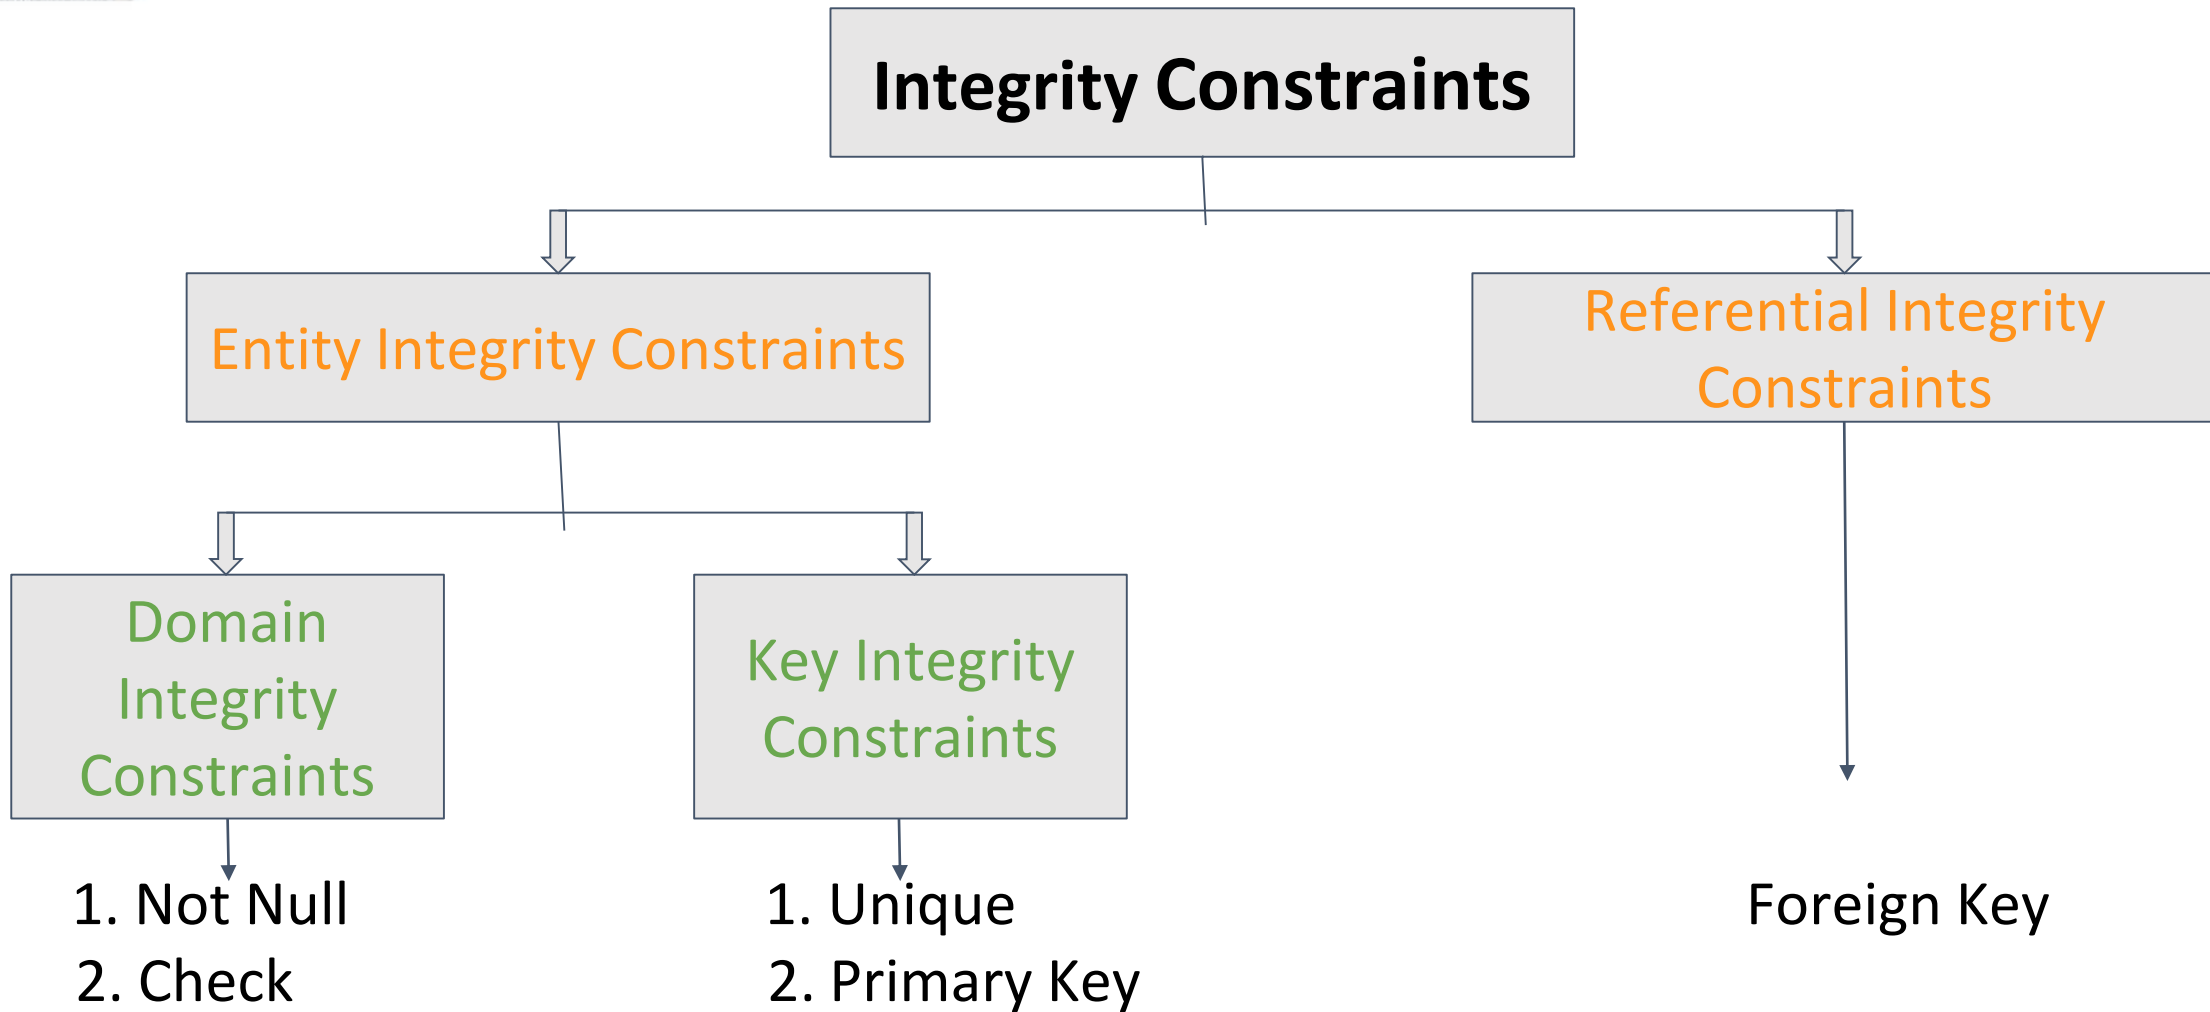 Integrity Constraints
Entity Integrity Constraints
Referential Integrity
Constraints
Domain
Integrity
Constraints
Key Integrity
Constraints
1. Not Null
2. Check
1. Unique
2. Primary Key
Foreign Key